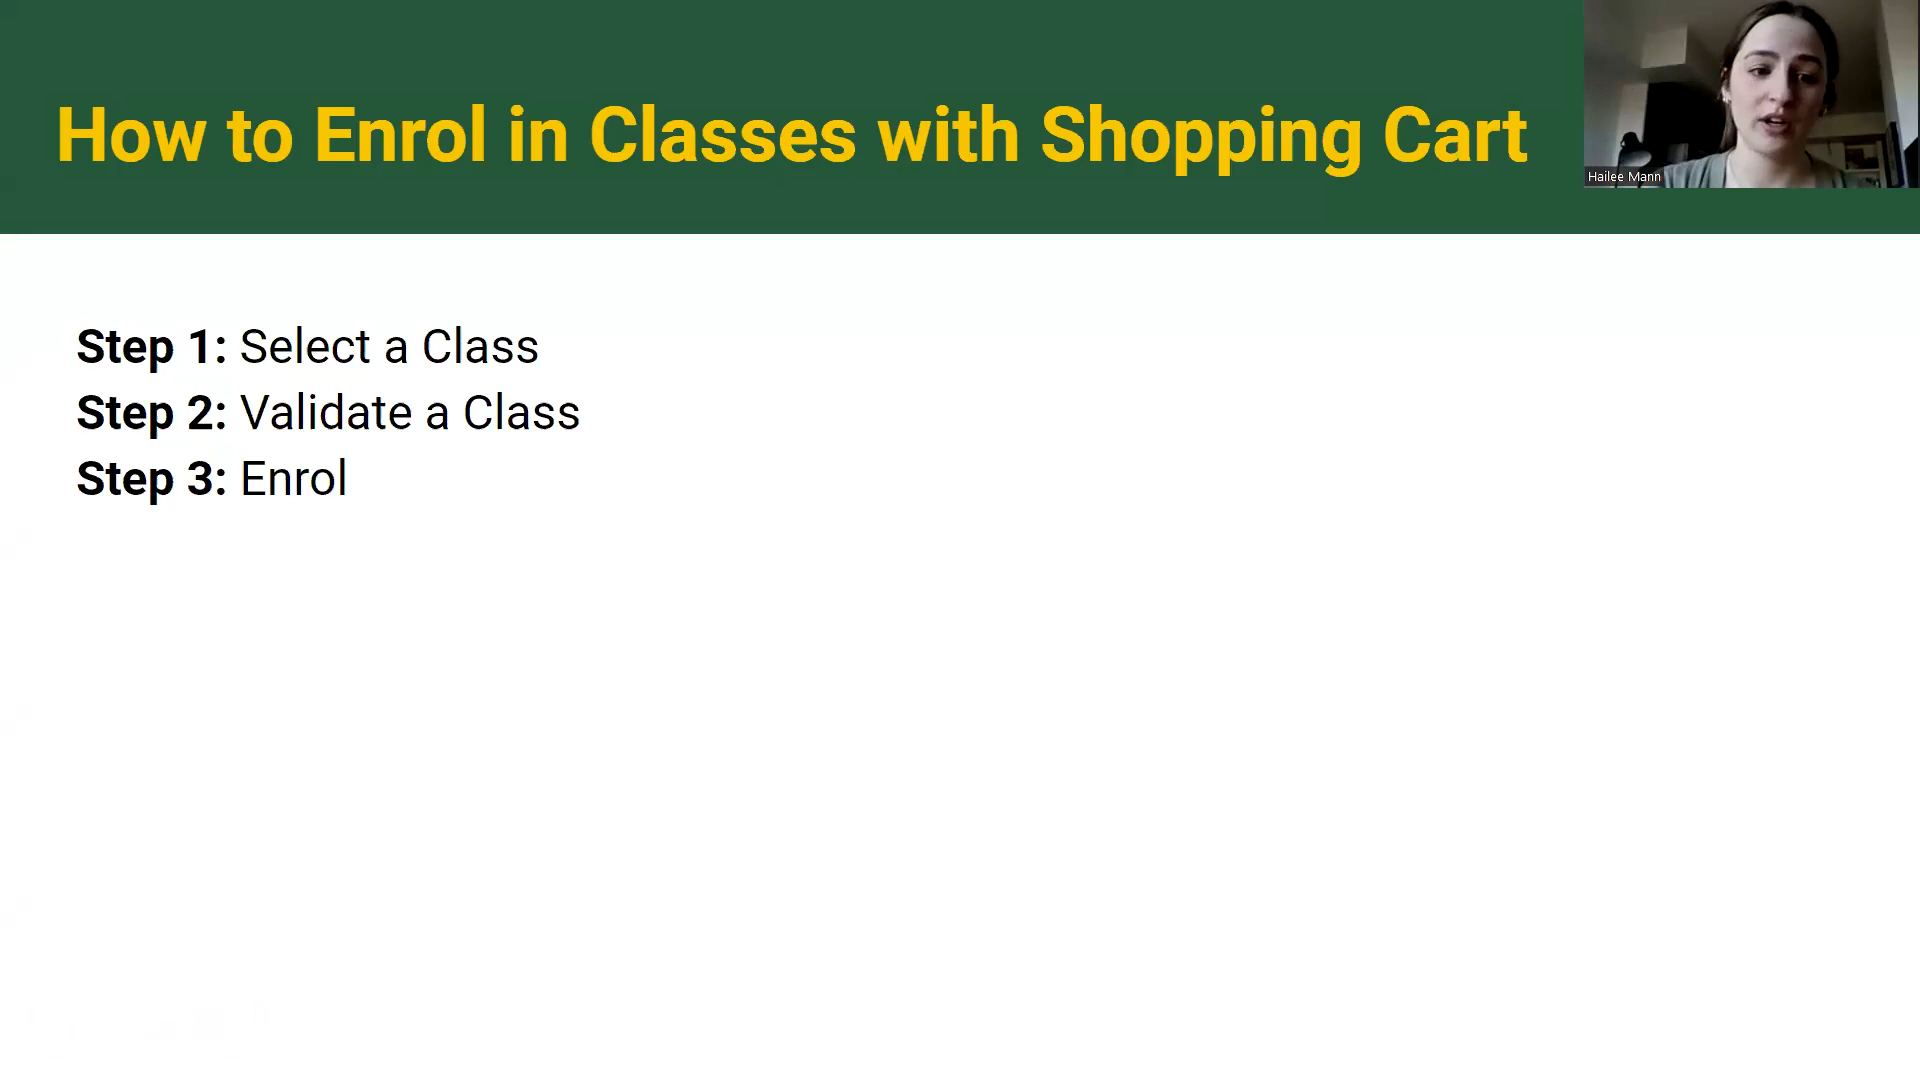 How to Enrol in Classes with Shopping Cart
Hailee Mann
Step 1: Select a Class
Step 2: Validate a Class
Step 3: Enrol